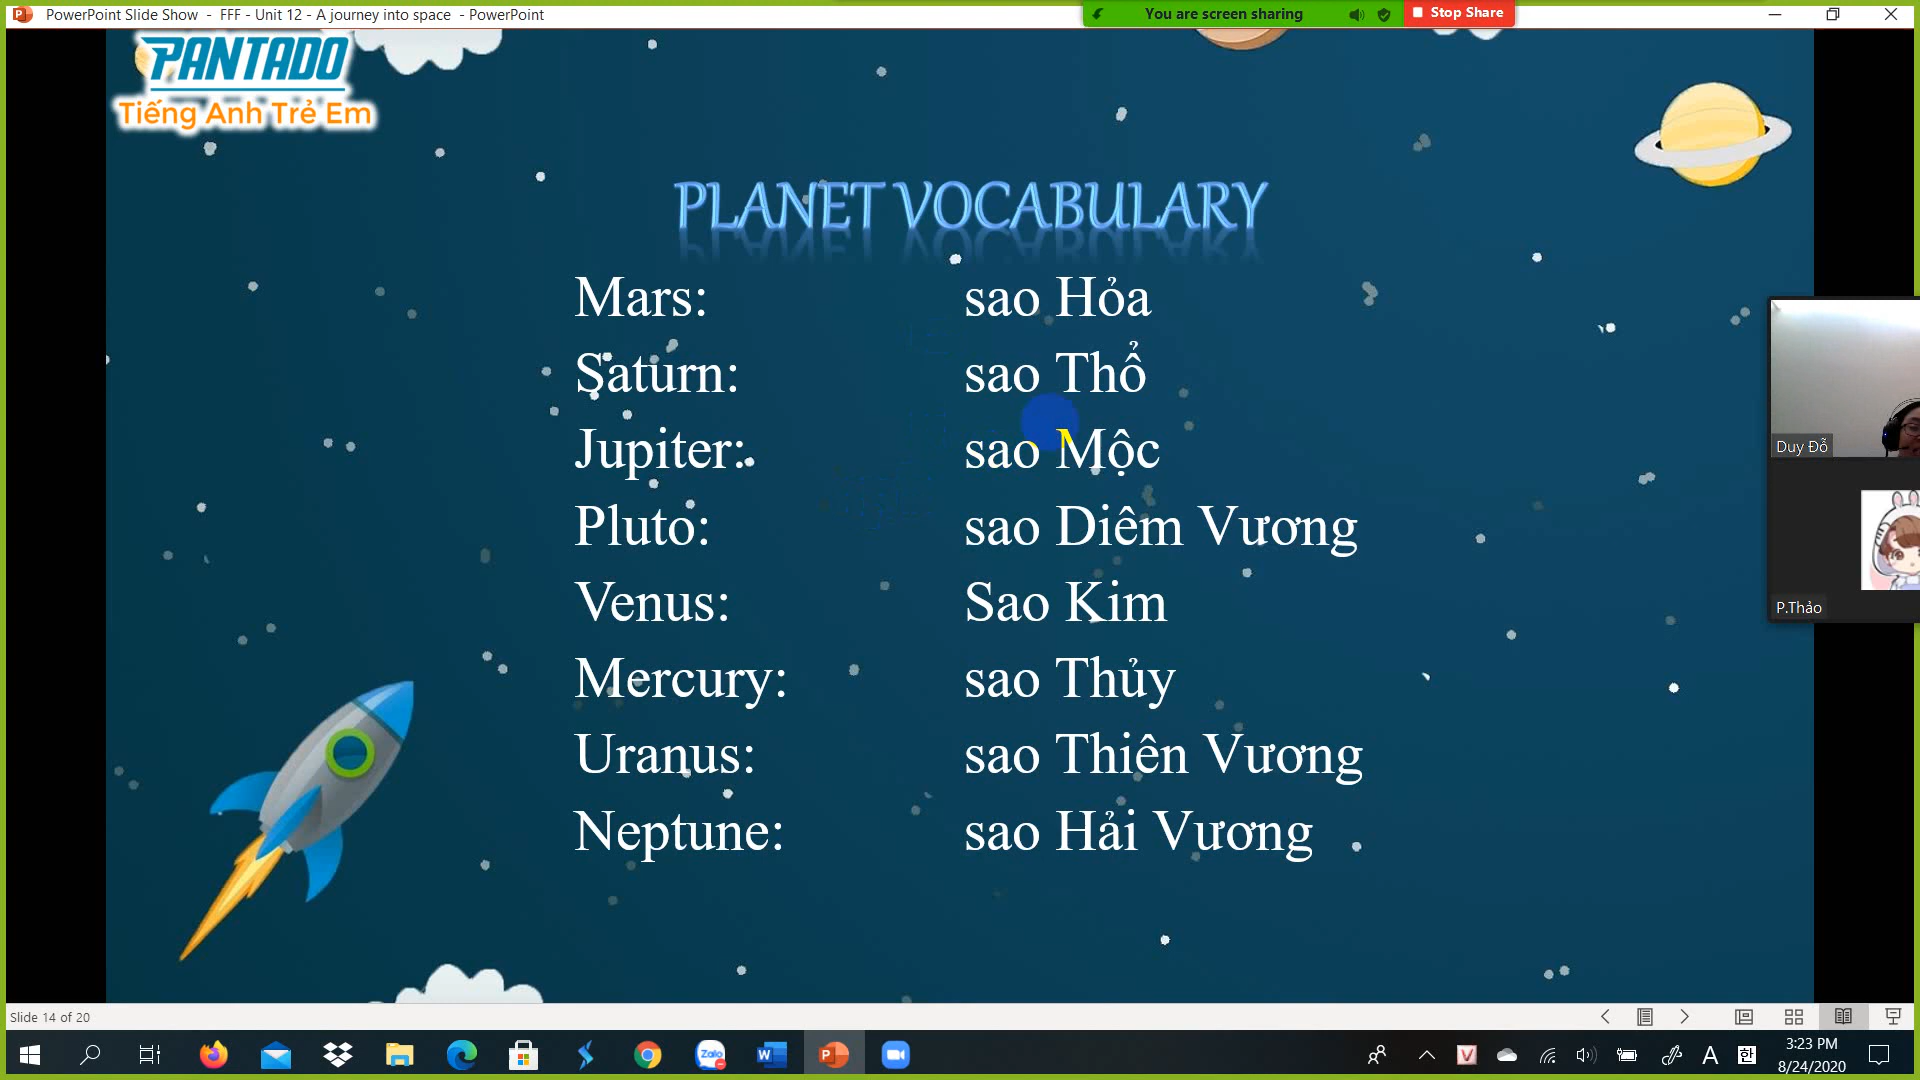 PowerPoint Slide Show - FFF - Unit 12 - A journey into space - PowerPoint
You are screen sharing
Stop Share
PANTADO
Tiếng Anh Trẻ Em
PLANET VOCABULARY
Mars: sao Hỏa
Saturn: sao Thổ
Jupiter: sao Mộc
Pluto: sao Diêm Vương
Venus: Sao Kim
Mercury: sao Thủy
Uranus: sao Thiên Vương
Neptune: sao Hải Vương
Duy Đỗ
P.Thảo
Slide 14 of 20
Zalo
A
한
3:23 PM
8/24/2020